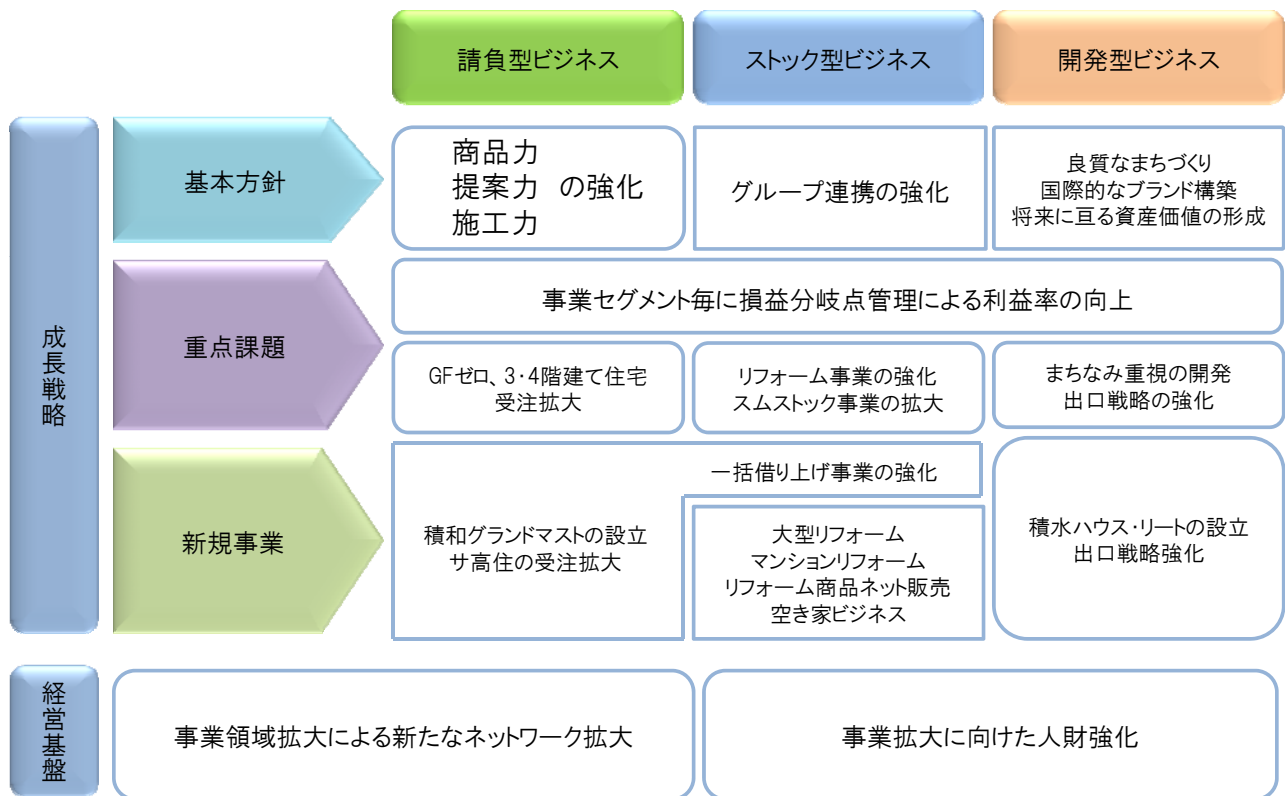 請負型ビジネス
ストック型ビジネス
開発型ビジネス
成長戦略
基本方針
商品力
提案力 の強化
施工力
グループ連携の強化
良質なまちづくり
国際的なブランド構築
将来に亘る資産価値の形成
重点課題
事業セグメント毎に損益分岐点管理による利益率の向上
GFゼロ、3・4階建て住宅
受注拡大
リフォーム事業の強化
スムストック事業の拡大
まちなみ重視の開発
出口戦略の強化
新規事業
一括借り上げ事業の強化
積和グランドマストの設立
サ高住の受注拡大
大型リフォーム
マンションリフォーム
リフォーム商品ネット販売
空き家ビジネス
積水ハウス・リートの設立
出口戦略強化
経営基盤
事業領域拡大による新たなネットワーク拡大
事業拡大に向けた人財強化